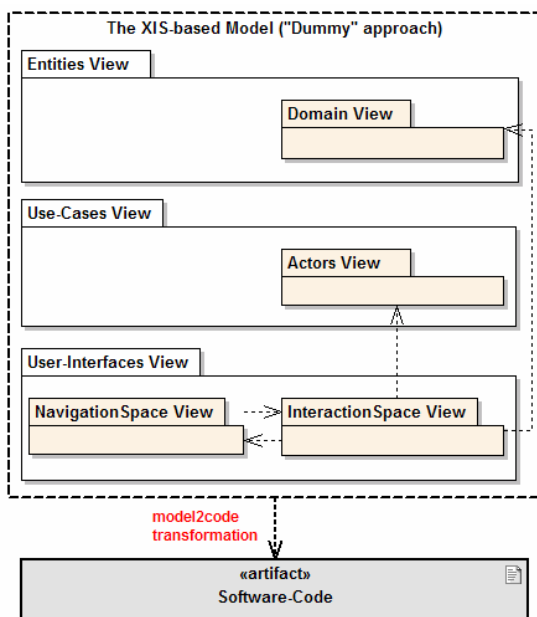 The XIS-based Model ("Dummy" approach)
Entities View
Domain View
Use-Cases View
Actors View
User-Interfaces View
NavigationSpace View
InteractionSpace View
model2code
transformation
«artifact»
Software-Code